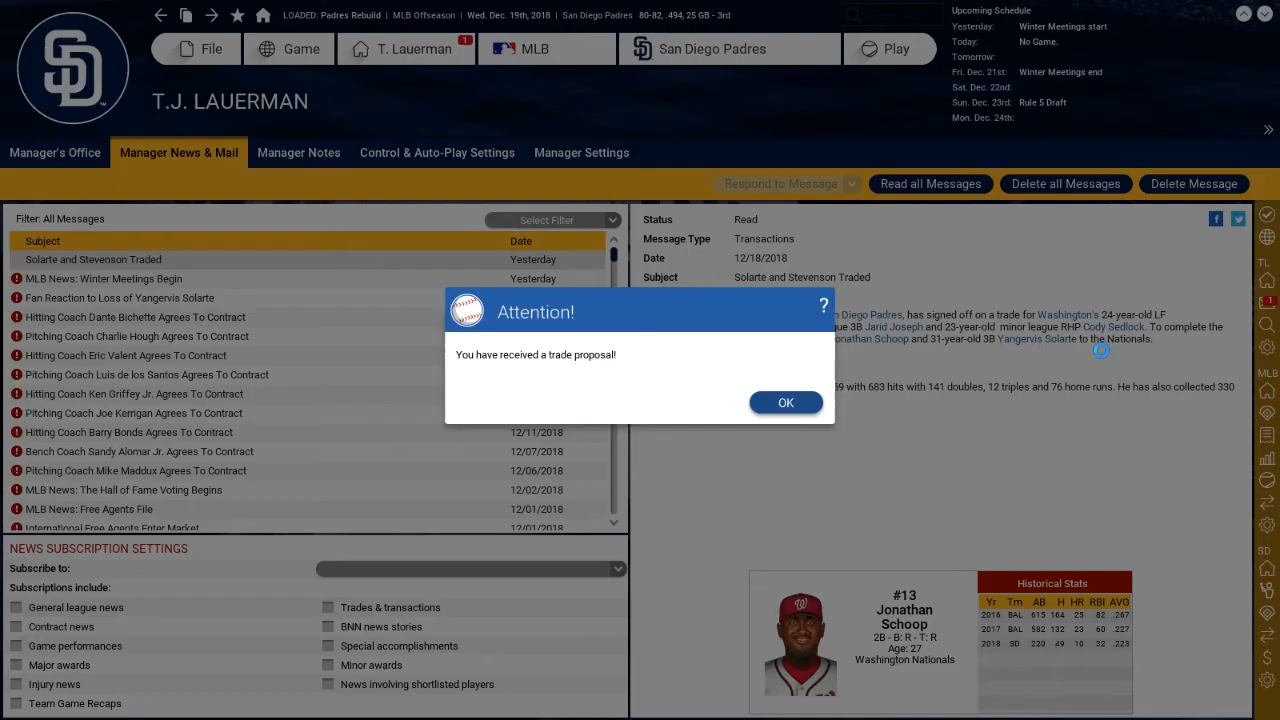 LOADED: Padres Rebuild | MLB Offseason | Wed. Dec. 19th, 2018 | San Diego Padres 80-82, .494, 25 GB - 3rd
Upcoming Schedule
Yesterday: Winter Meetings start
Today: No Game.
Tomorrow:
Fri. Dec. 21st: Winter Meetings end
Sat. Dec. 22nd:
Sun. Dec. 23rd: Rule 5 Draft
Mon. Dec. 24th:
SD
File Game T. Lauerman 1 MLB San Diego Padres Play
T.J. LAUERMAN
Manager's Office Manager News & Mail Manager Notes Control & Auto-Play Settings Manager Settings
Respond to Message Read all Messages Delete all Messages Delete Message
Filter: All Messages Select Filter
Subject Date
Solarte and Stevenson Traded Yesterday
MLB News: Winter Meetings Begin Yesterday
Fan Reaction to Loss of Yangervis Solarte
Hitting Coach Dante Bichette Agrees To Contract
Pitching Coach Charlie Hough Agrees To Contract
Hitting Coach Eric Valent Agrees To Contract
Pitching Coach Luis de los Santos Agrees To Contract
Hitting Coach Ken Griffey Jr. Agrees To Contract
Pitching Coach Joe Kerrigan Agrees To Contract
Hitting Coach Barry Bonds Agrees To Contract 12/11/2018
Bench Coach Sandy Alomar Jr. Agrees To Contract 12/07/2018
Pitching Coach Mike Maddux Agrees To Contract 12/06/2018
MLB News: The Hall of Fame Voting Begins 12/02/2018
MLB News: Free Agents File 12/01/2018
International Free Agents Enter Market 12/01/2018
NEWS SUBSCRIPTION SETTINGS
Subscribe to:
Subscriptions include:
General league news Trades & transactions
Contract news BNN news stories
Game performances Special accomplishments
Major awards Minor awards
Injury news News involving shortlisted players
Team Game Recaps
Status Read
Message Type Transactions
Date 12/18/2018
Subject Solarte and Stevenson Traded
Diego Padres, has signed off on a trade for Washington's 24-year-old LF
3B Jarid Joseph and 23-year-old minor league RHP Cody Sedlock. To complete the
Schoop and 31-year-old 3B Yangervis Solarte to the Nationals.
with 683 hits with 141 doubles, 12 triples and 76 home runs. He has also collected 330
Attention! ?
You have received a trade proposal!
OK
#13
Jonathan
Schoop
2B - B: R - T: R
Age: 27
Washington Nationals
Historical Stats
Yr Tm AB H HR RBI AVG
2016 BAL 615 164 25 82 .267
2017 BAL 582 132 23 60 .227
2018 SD 220 49 10 32 .223
TL
1
MLB
SD